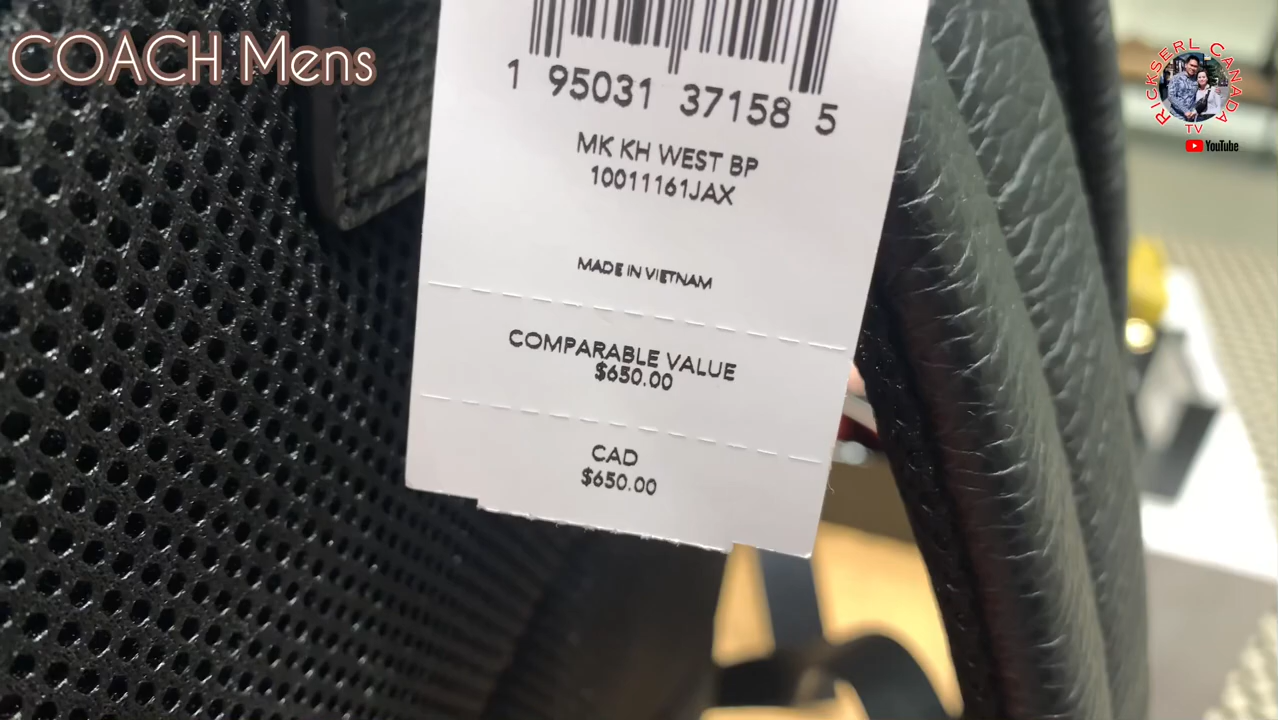 COACH Mens
RICKSERL CANADA
TV
YouTube
1 95031 37158 5
MK KH WEST BP
10011161JAX
MADE IN VIETNAM
COMPARABLE VALUE
$650.00
CAD
$650.00